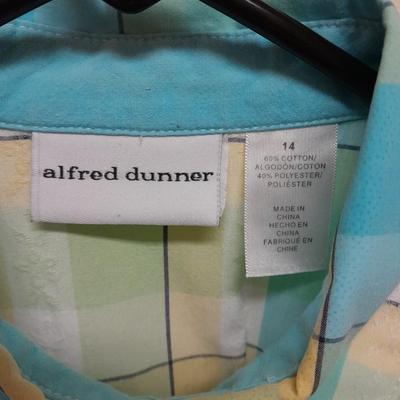 alfred dunner
14
60% COTTON/
ALGODÓN/COTON
40% POLYESTER/
POLIÉSTER
MADE IN
CHINA
HECHO EN
CHINA
FABRIQUÉ EN
CHINE